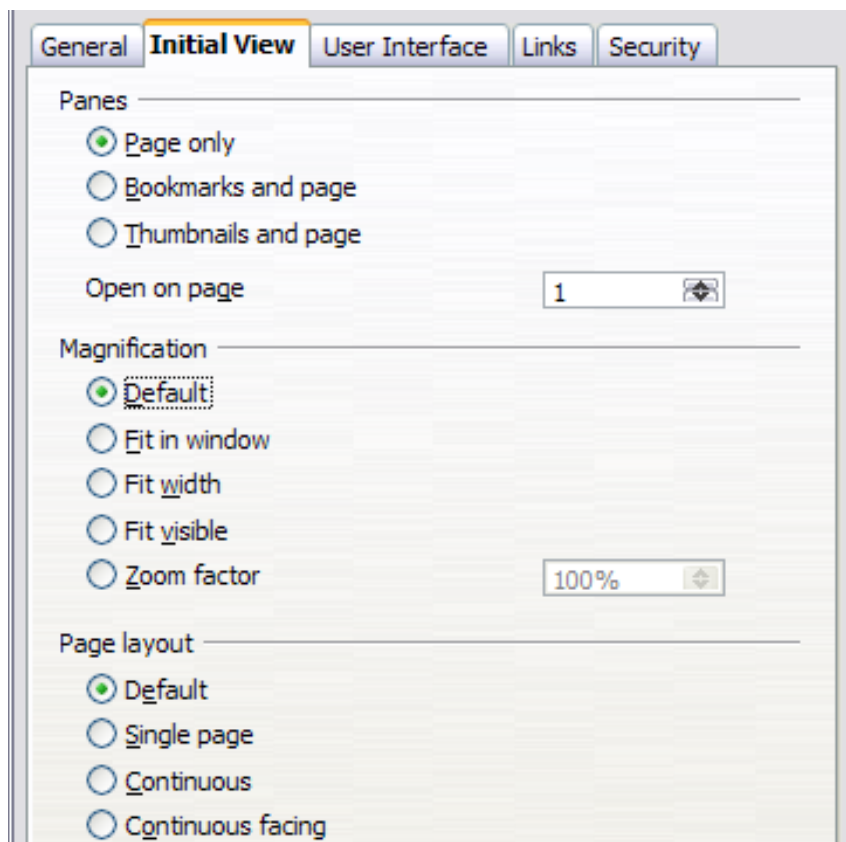 General Initial View User Interface Links Security
Panes
Page only
Bookmarks and page
Thumbnails and page
Open on page 1
Magnification
Default
Fit in window
Fit width
Fit visible
Zoom factor 100%
Page layout
Default
Single page
Continuous
Continuous facing